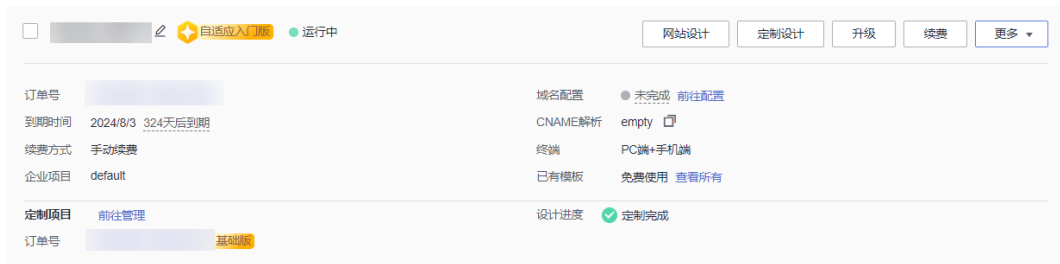 自适应入门版 运行中 网站设计 定制设计 升级 续费 更多
订单号 域名配置 未完成 前往配置
到期时间 2024/8/3 324天后到期 CNAME解析 empty
续费方式 手动续费 终端 PC端+手机端
企业项目 default 已有模板 免费使用 查看所有
定制项目 前往管理 设计进度 定制完成
订单号 基础版